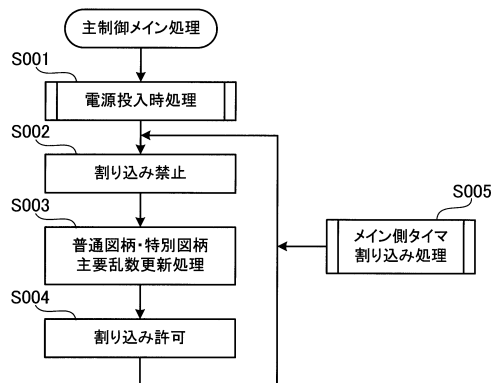 主制御メイン処理
S001
電源投入時処理
S002
割り込み禁止
S003
普通図柄・特別図柄
主要乱数更新処理
S005
メイン側タイマ
割り込み処理
S004
割り込み許可